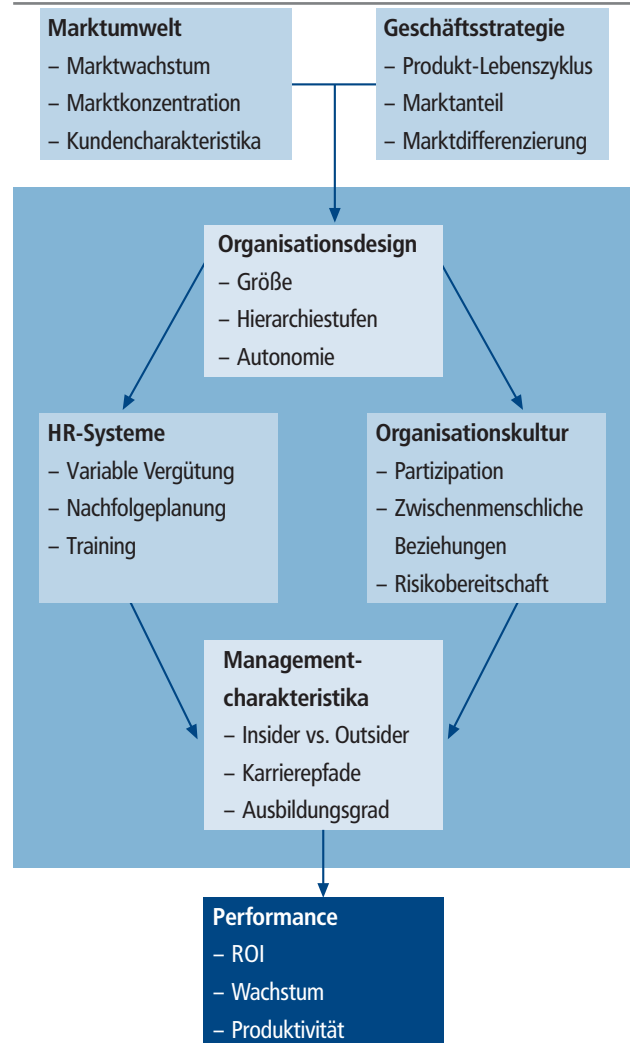 Marktumwelt
– Marktwachstum
– Marktkonzentration
– Kundencharakteristika
Geschäftsstrategie
– Produkt-Lebenszyklus
– Marktanteil
– Marktdifferenzierung
Organisationsdesign
– Größe
– Hierarchiestufen
– Autonomie
HR-Systeme
– Variable Vergütung
– Nachfolgeplanung
– Training
Organisationskultur
– Partizipation
– Zwischenmenschliche
Beziehungen
– Risikobereitschaft
Management-
charakteristika
– Insider vs. Outsider
– Karrierepfade
– Ausbildungsgrad
Performance
– ROI
– Wachstum
– Produktivität